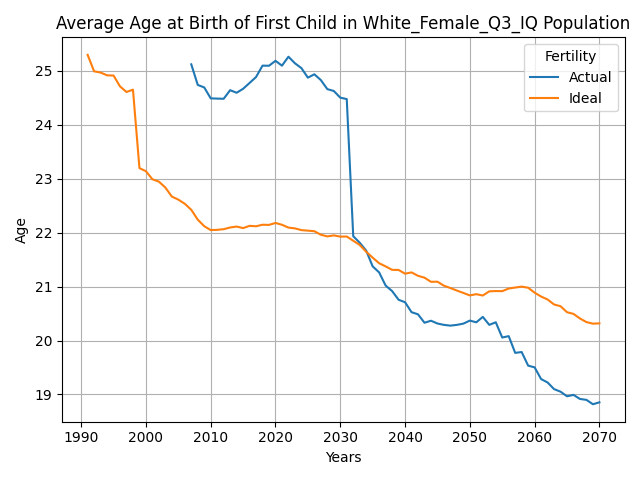 Average Age at Birth of First Child in White_Female_Q3_IQ Population
Fertility
Actual
Ideal
Age
25
24
23
22
21
20
19
1990 2000 2010 2020 2030 2040 2050 2060 2070
Years